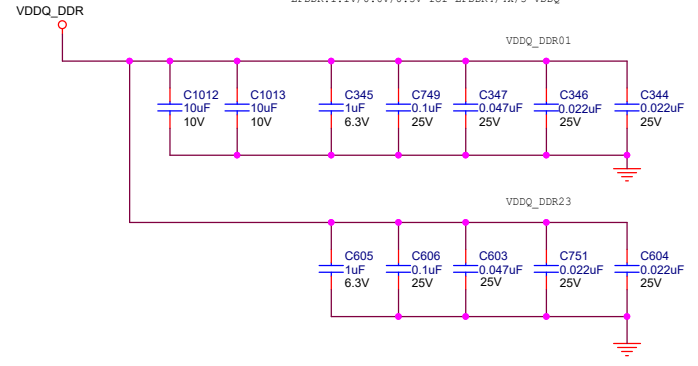 VDDQ_DDR
VDDQ_DDR01
C1012
10uF
10V
C1013
10uF
10V
C345
1uF
6.3V
C749
0.1uF
25V
C347
0.047uF
25V
C346
0.022uF
25V
C344
0.022uF
25V
VDDQ_DDR23
C605
1uF
6.3V
C606
0.1uF
25V
C603
0.047uF
25V
C751
0.022uF
25V
C604
0.022uF
25V